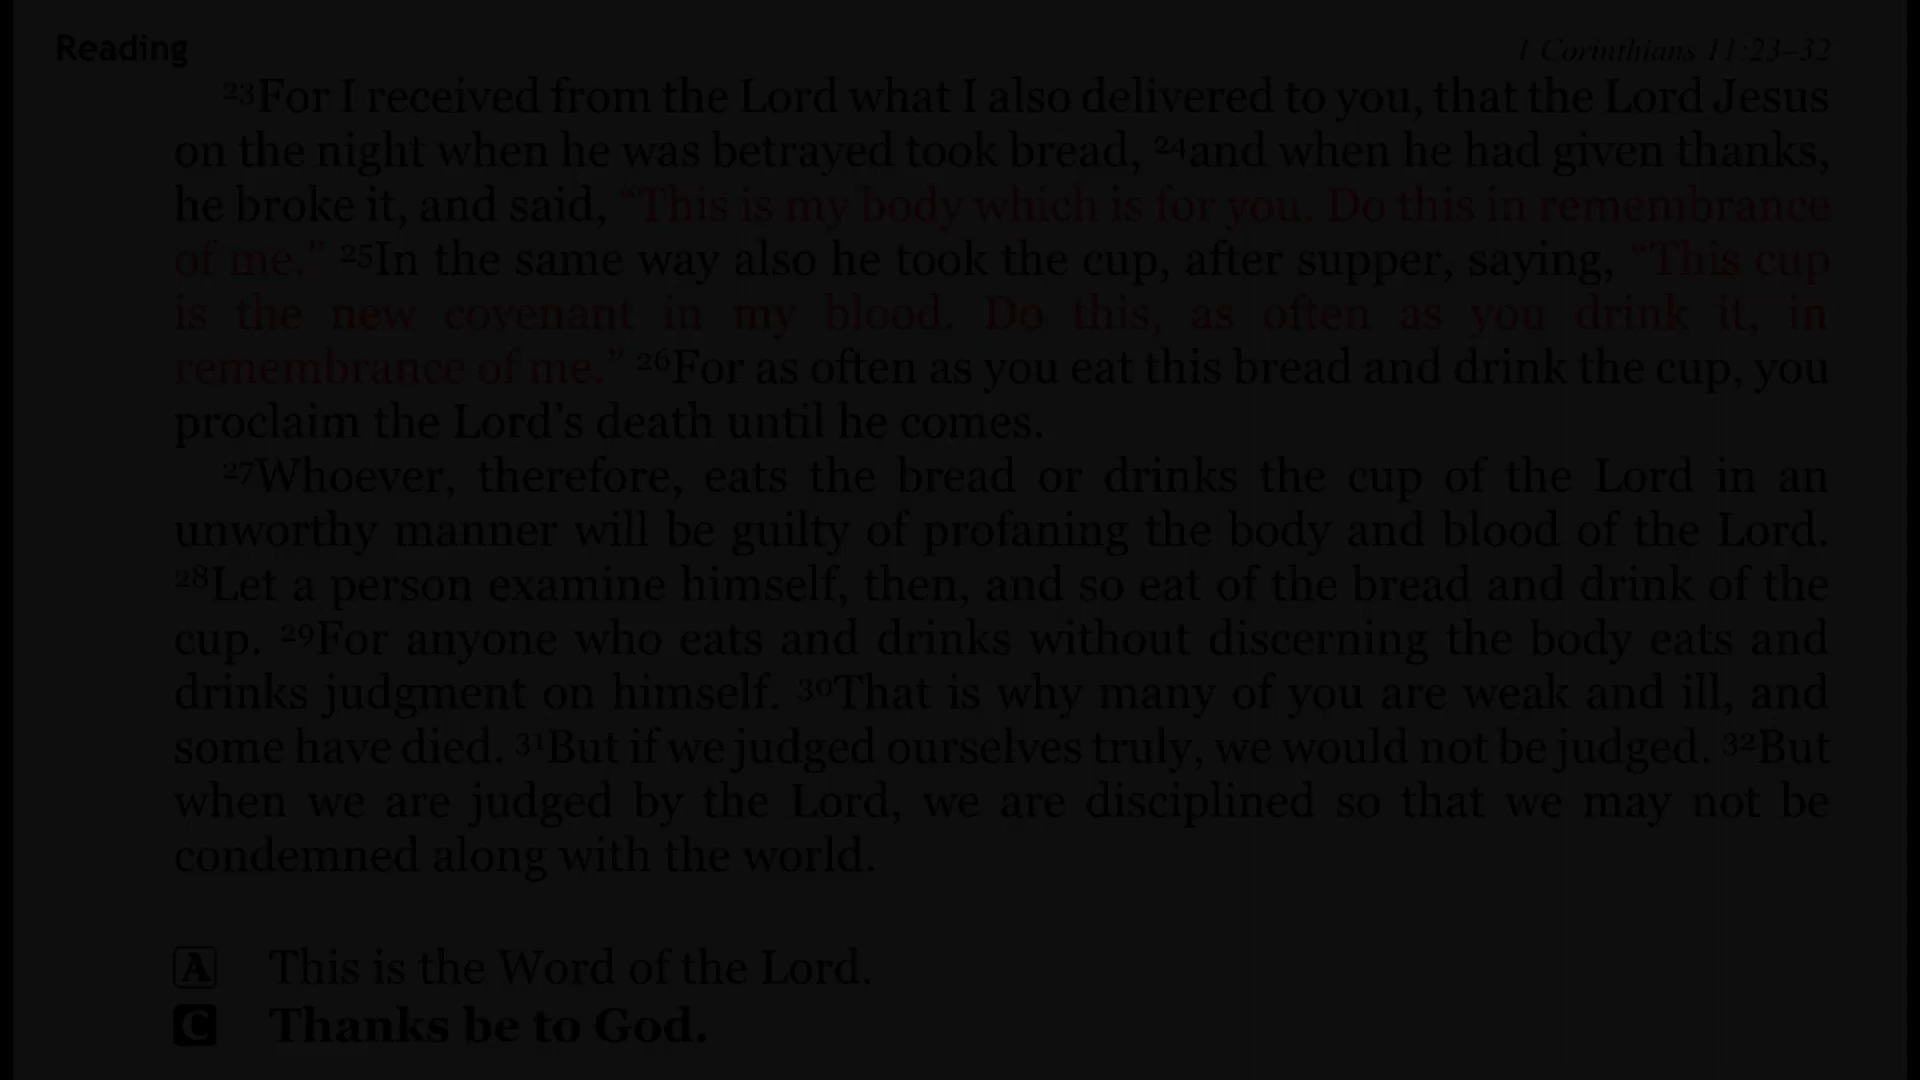 Reading 1 Corinthians 11:23–32
23For I received from the Lord what I also delivered to you, that the Lord Jesus
on the night when he was betrayed took bread, 24and when he had given thanks,
he broke it, and said, “This is my body which is for you. Do this in remembrance
of me.” 25In the same way also he took the cup, after supper, saying, “This cup
is the new covenant in my blood. Do this, as often as you drink it, in
remembrance of me.” 26For as often as you eat this bread and drink the cup, you
proclaim the Lord’s death until he comes.
27Whoever, therefore, eats the bread or drinks the cup of the Lord in an
unworthy manner will be guilty of profaning the body and blood of the Lord.
28Let a person examine himself, then, and so eat of the bread and drink of the
cup. 29For anyone who eats and drinks without discerning the body eats and
drinks judgment on himself. 30That is why many of you are weak and ill, and
some have died. 31But if we judged ourselves truly, we would not be judged. 32But
when we are judged by the Lord, we are disciplined so that we may not be
condemned along with the world.
A This is the Word of the Lord.
C Thanks be to God.